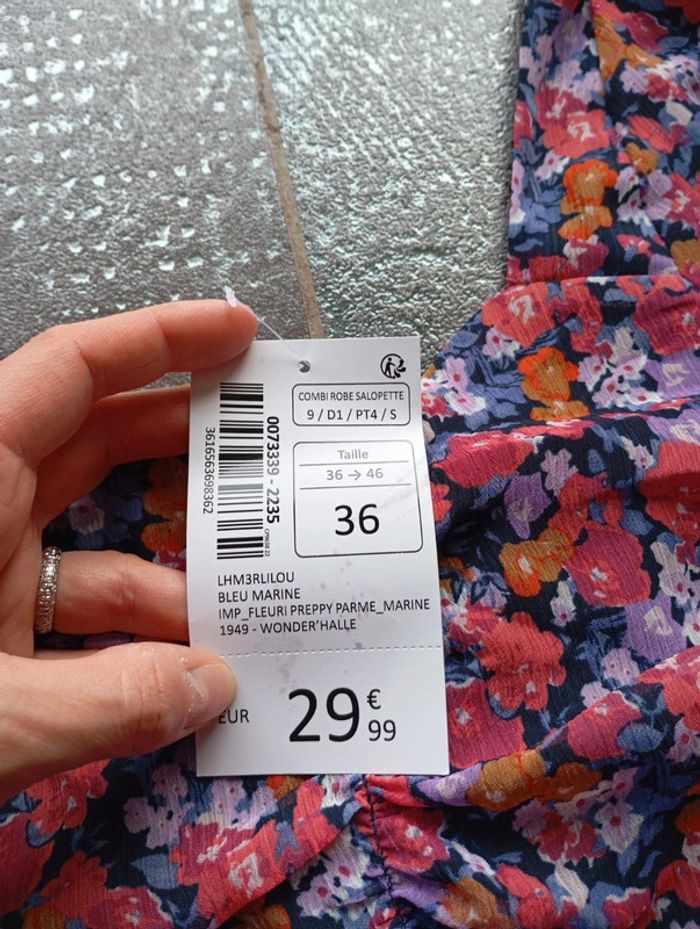 COMBI ROBE SALOPETTE
9 / D1 / PT4 / S
Taille
36 → 46
36
0073339 - 2235
3616563698362
LHM3RLILOU
BLEU MARINE
IMP_FLEURI PREPPY PARME_MARINE
1949 - WONDER'HALLE
EUR
29 €
99